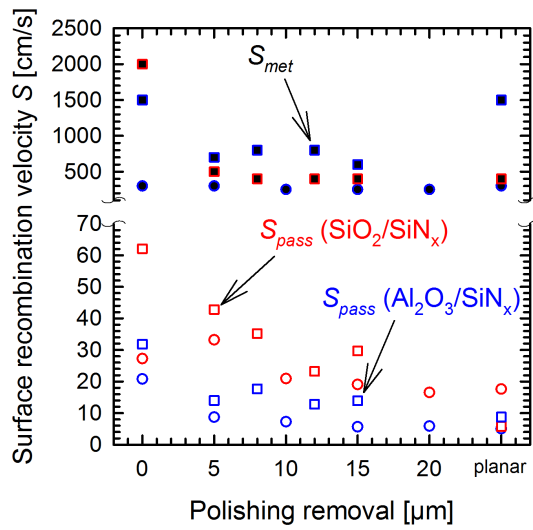 Surface recombination velocity S [cm/s]
2500
2000
1500
1000
500
70
60
50
40
30
20
10
0
S_met
S_pass (SiO₂/SiNₓ)
S_pass (Al₂O₃/SiNₓ)
0 5 10 15 20 planar
Polishing removal [µm]